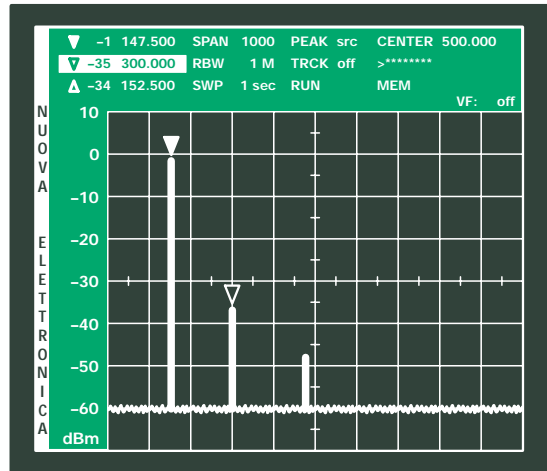 −1 147.500 SPAN 1000 PEAK src CENTER 500.000
−35 300.000 RBW 1 M TRCK off >********
−34 152.500 SWP 1 sec RUN MEM
VF: off
10
0
−10
−20
−30
−40
−50
−60
dBm
NUOVA ELETTRONICA